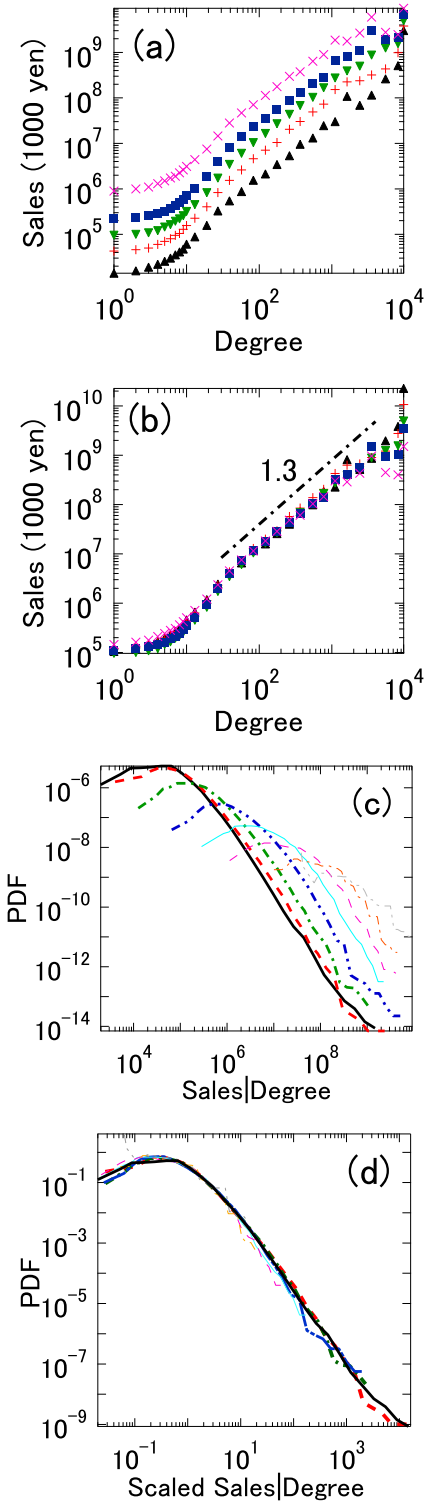 (a)
10^9
10^8
10^7
10^6
10^5
Sales (1000 yen)
10^0
10^2
10^4
Degree
(b)
10^10
10^9
10^8
10^7
10^6
10^5
1.3
Sales (1000 yen)
10^0
10^2
10^4
Degree
(c)
10^-6
10^-8
10^-10
10^-12
10^-14
PDF
10^4
10^6
10^8
Sales|Degree
(d)
10^-1
10^-3
10^-5
10^-7
10^-9
PDF
10^-1
10^1
10^3
Scaled Sales|Degree